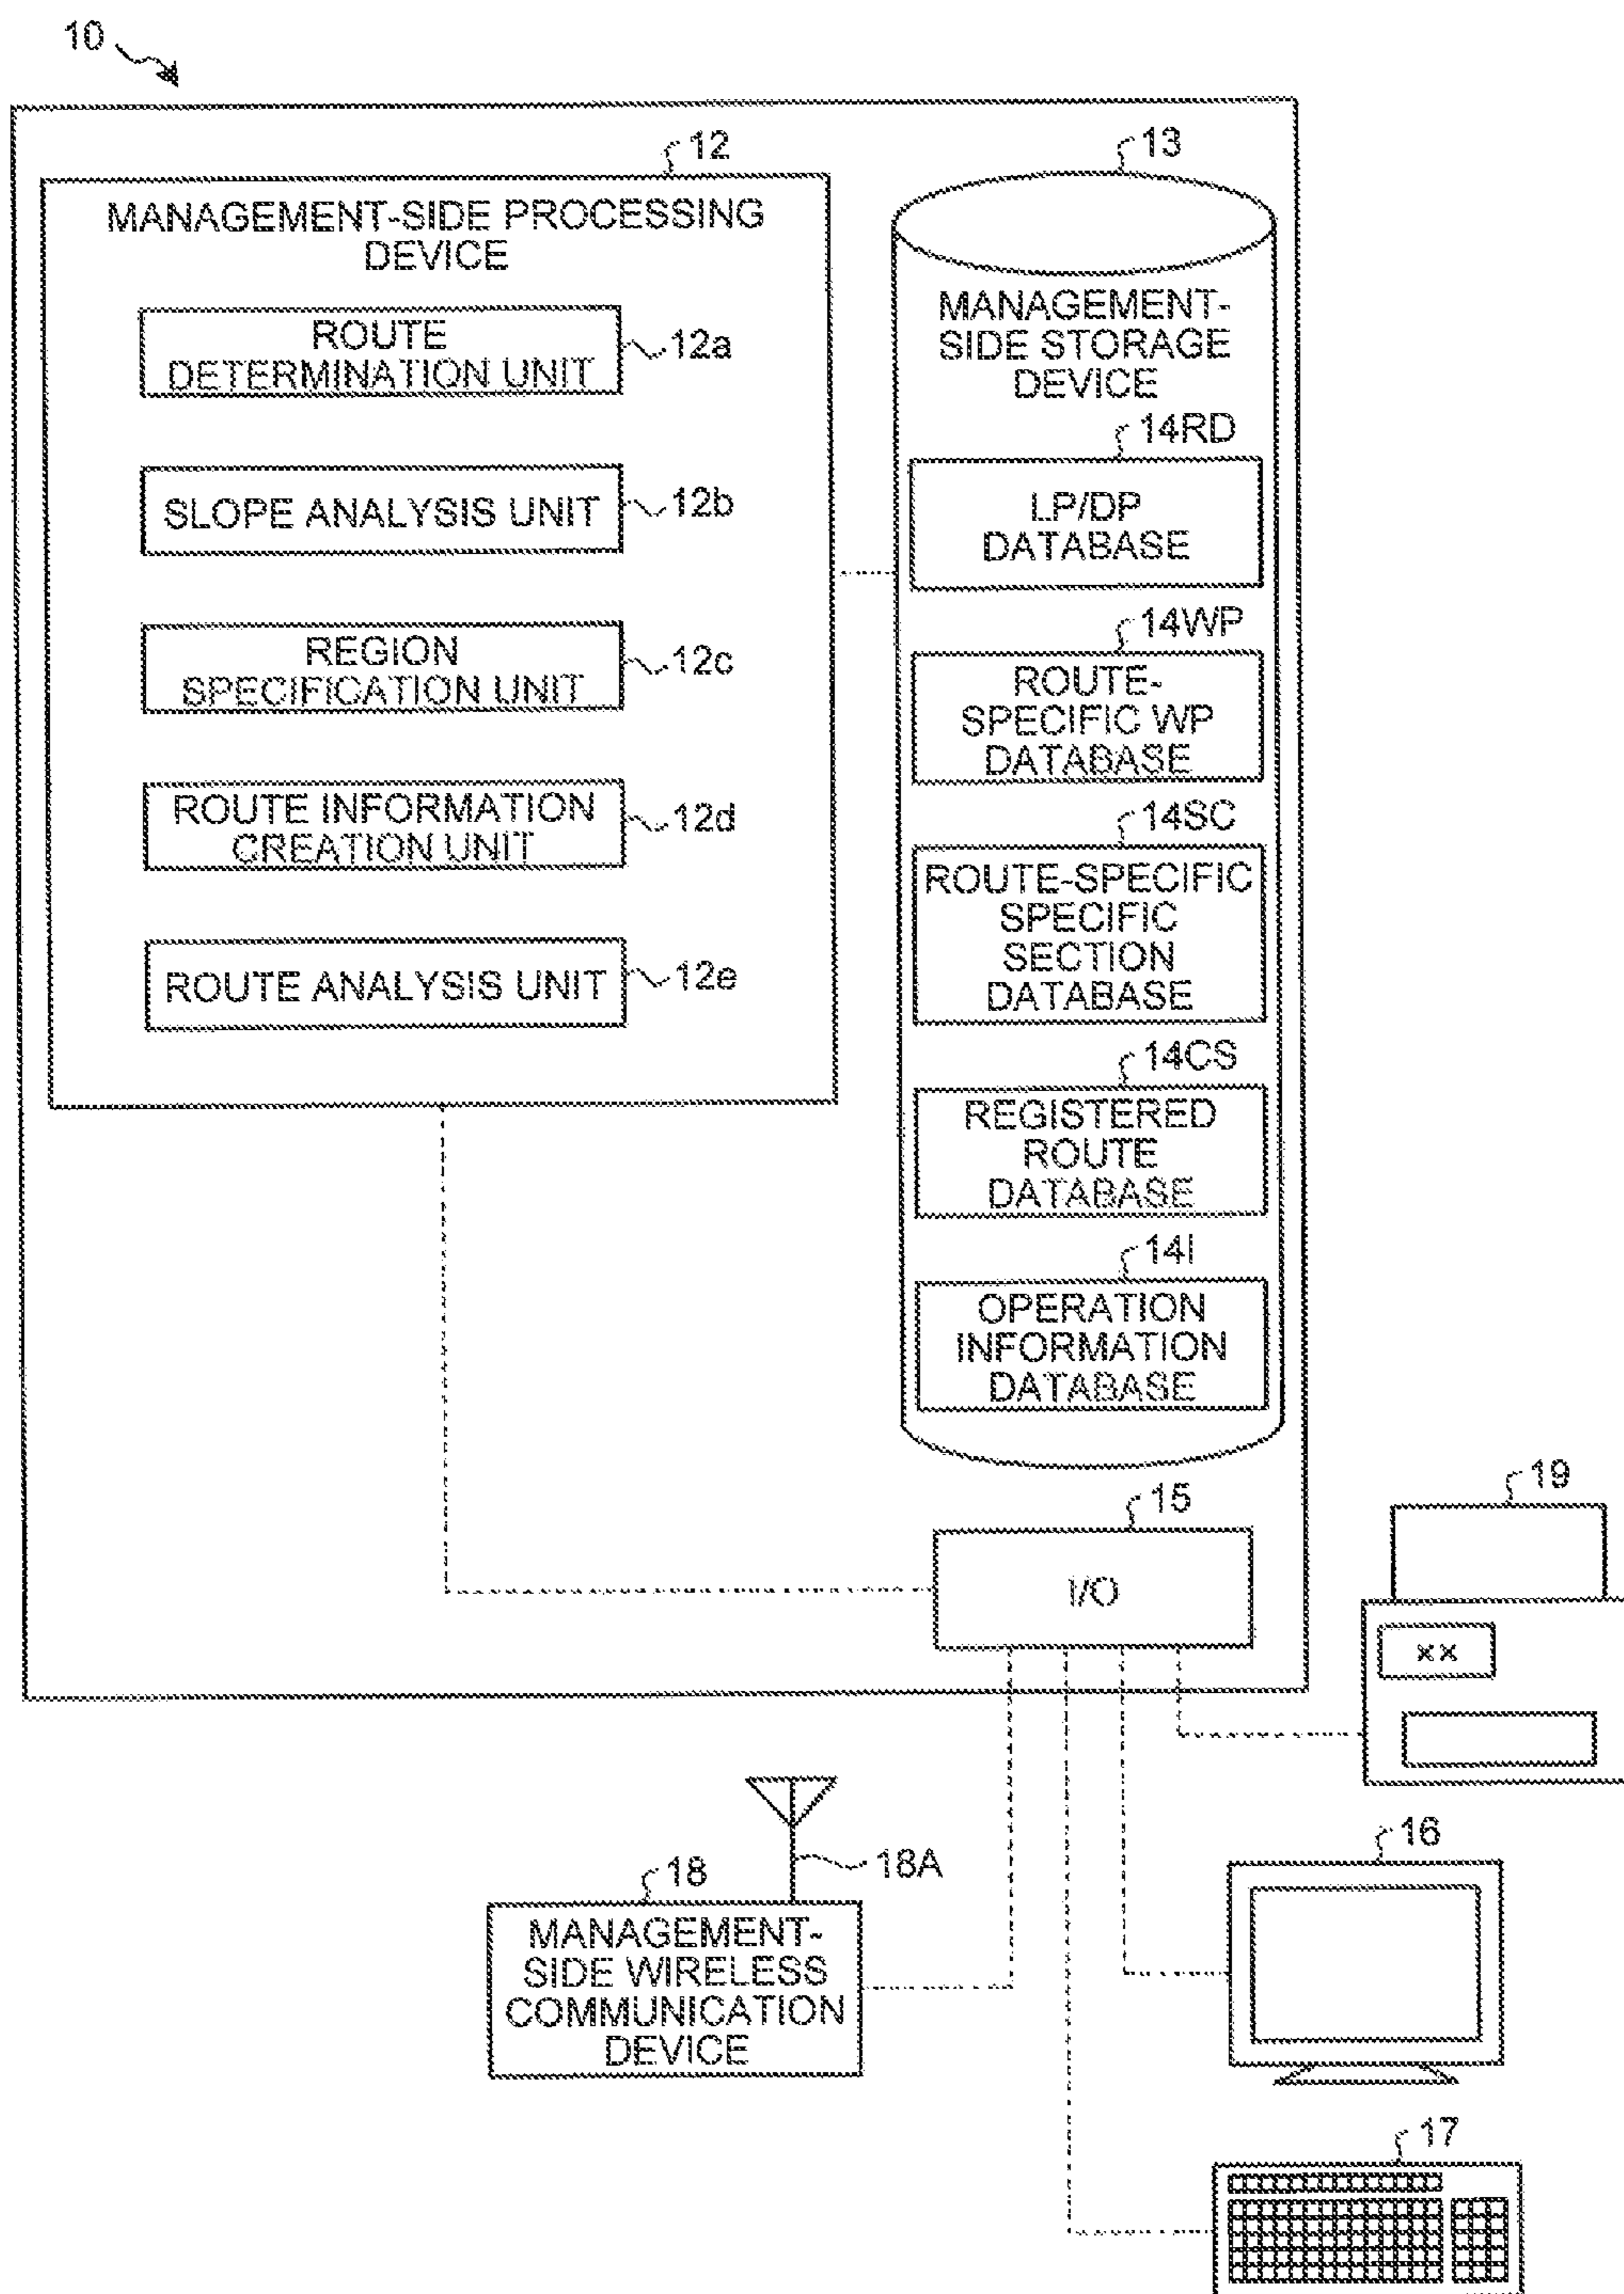 10
12
MANAGEMENT-SIDE PROCESSING
DEVICE
ROUTE
DETERMINATION UNIT
12a
SLOPE ANALYSIS UNIT
12b
REGION
SPECIFICATION UNIT
12c
ROUTE INFORMATION
CREATION UNIT
12d
ROUTE ANALYSIS UNIT
12e
13
MANAGEMENT-
SIDE STORAGE
DEVICE
14RD
LP/DP
DATABASE
14WP
ROUTE-
SPECIFIC WP
DATABASE
14SC
ROUTE-SPECIFIC
SPECIFIC
SECTION
DATABASE
14CS
REGISTERED
ROUTE
DATABASE
14I
OPERATION
INFORMATION
DATABASE
15
I/O
19
××
18
18A
MANAGEMENT-
SIDE WIRELESS
COMMUNICATION
DEVICE
16
17